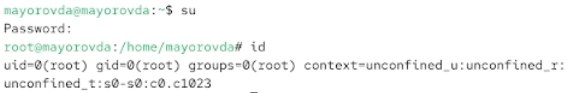 mayorovda@mayorovda:~$ su
Password:
root@mayorovda:/home/mayorovda# id
uid=0(root) gid=0(root) groups=0(root) context=unconfined_u:unconfined_r:
unconfined_t:s0-s0:c0.c1023